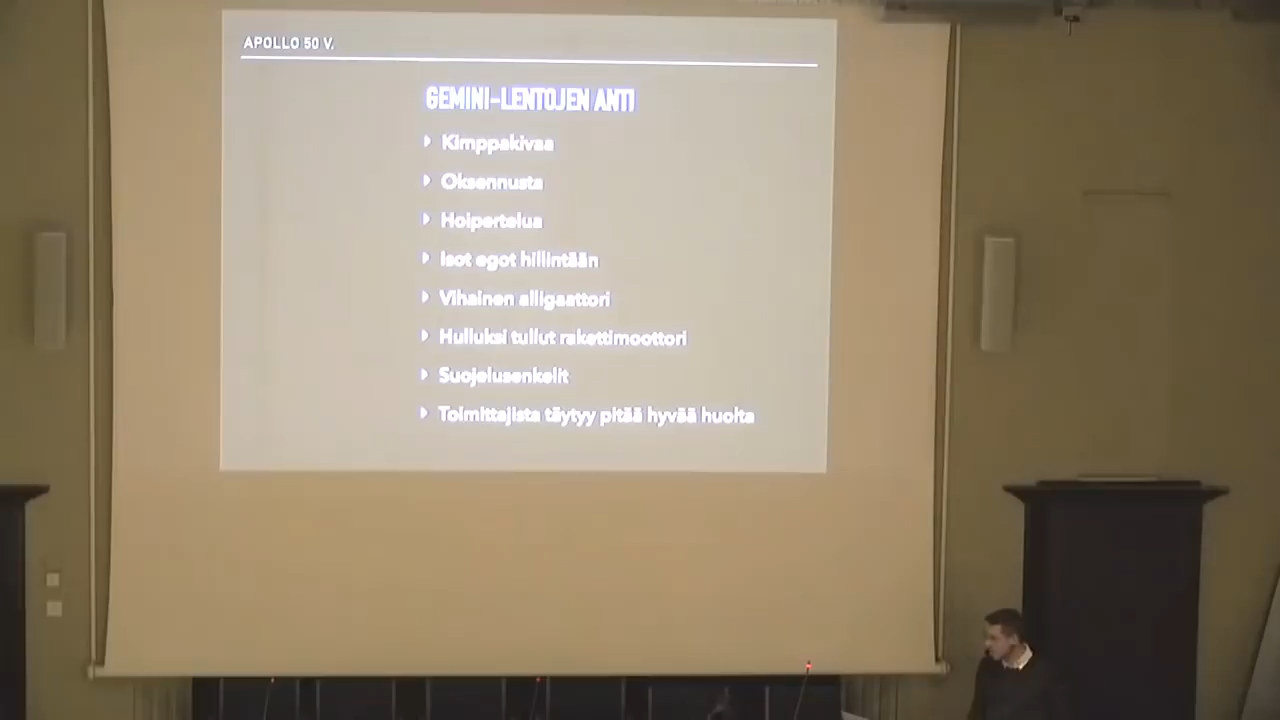 APOLLO 50 V.
GEMINI-LENTOJEN ANTI
Kimppakivaa
Oksennusta
Hoipertelua
Isot egot hillintään
Vihainen alligaattori
Hulluksi tullut rakettimoottori
Suojelusenkelit
Toimittajista täytyy pitää hyvää huolta